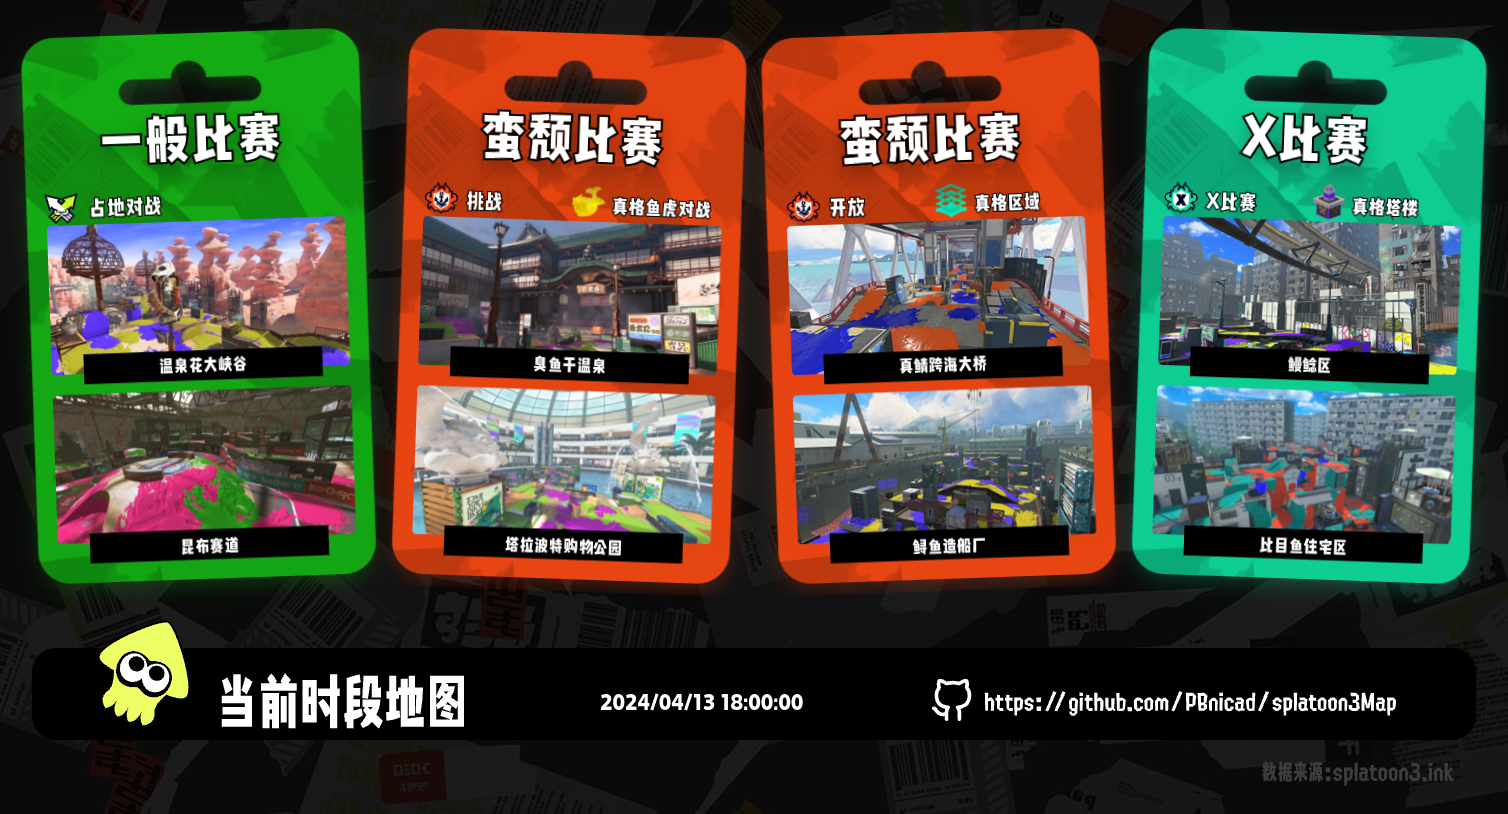 一般比赛
占地对战
温泉花大峡谷
昆布赛道
蛮颓比赛
挑战
真格鱼虎对战
臭鱼干温泉
塔拉波特购物公园
蛮颓比赛
开放
真格区域
真鲷跨海大桥
鲟鱼造船厂
X比赛
X比赛
真格塔楼
鳗鲶区
比目鱼住宅区
当前时段地图
2024/04/13 18:00:00
https://github.com/PBnicad/splatoon3Map
数据来源:splatoon3.ink